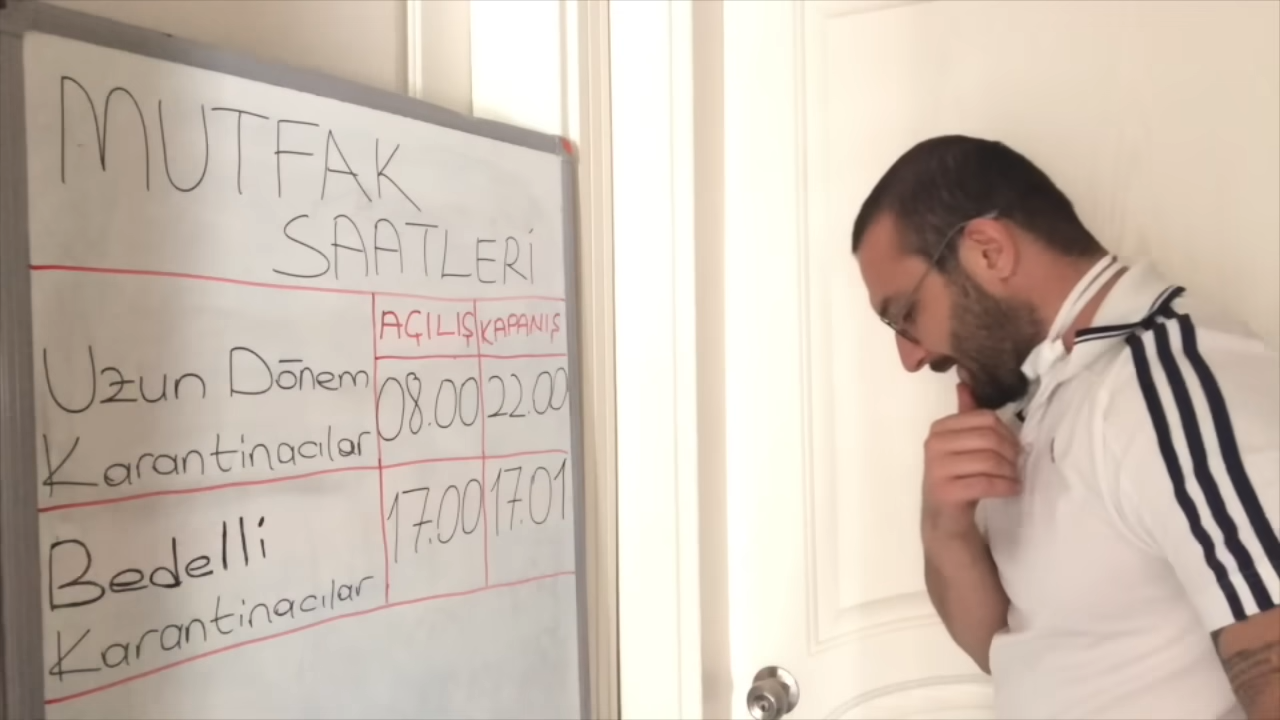 MUTFAK
SAATLERİ
AÇILIŞ KAPANIŞ
Uzun Dönem
Karantinacılar
08.00 22.00
Bedelli
Karantinacılar
17.00 17.01